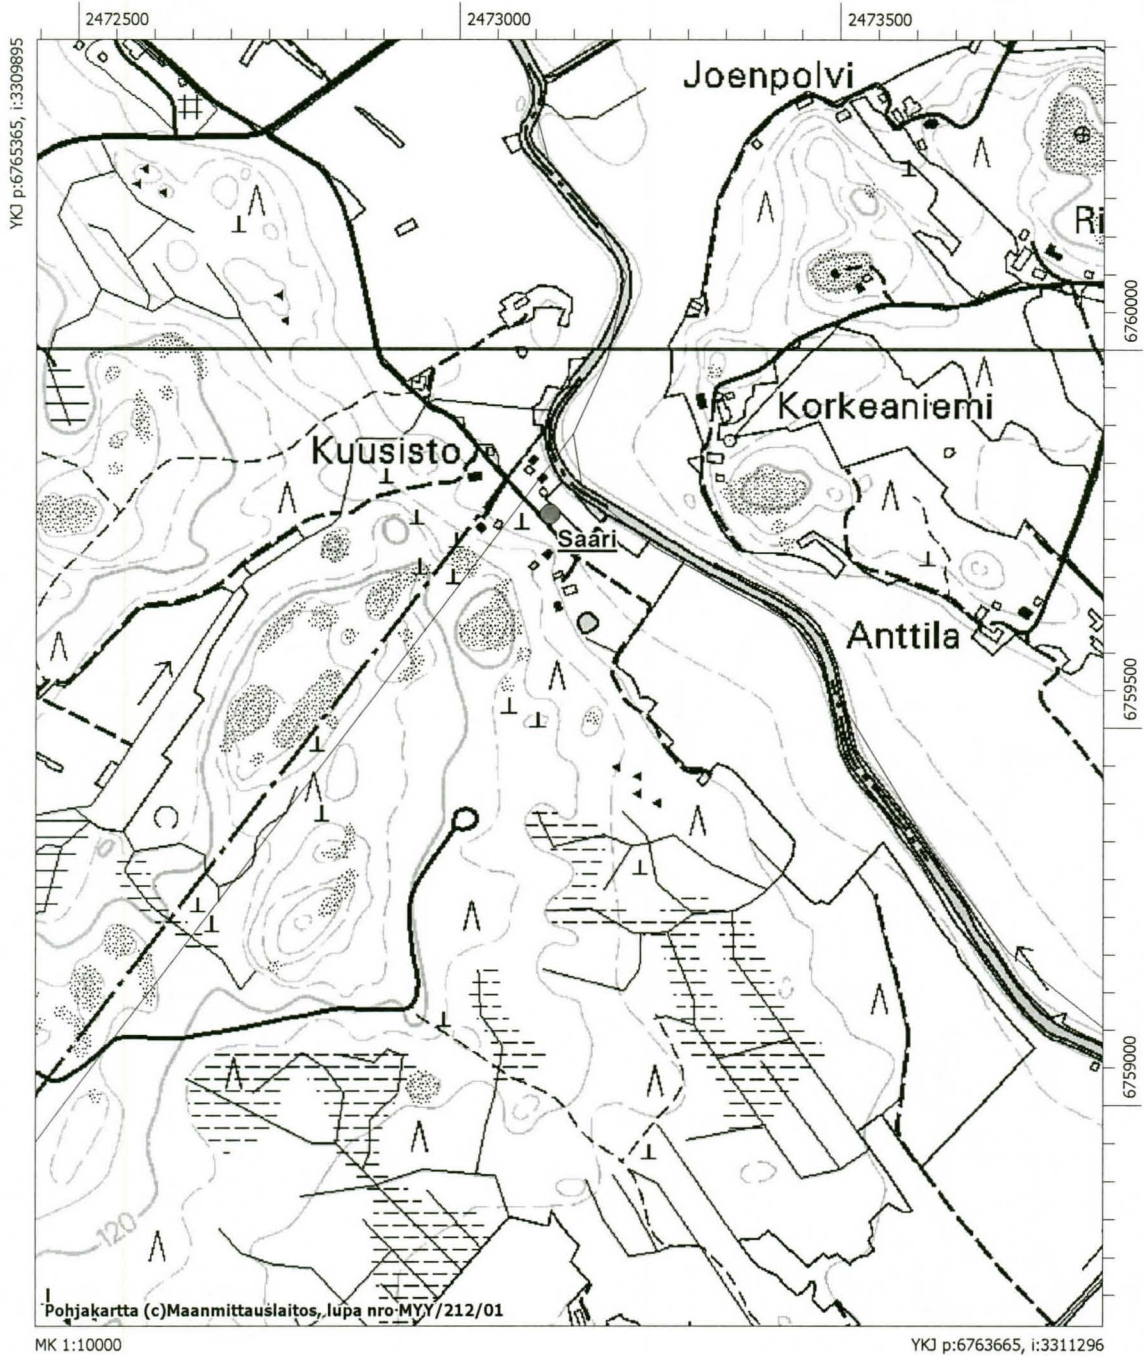 2472500
2473000
2473500
YKJ p:6765365, i:3309895
Joenpolvi
Ri
6760000
Korkeaniemi
Kuusisto
Saari
Anttila
6759500
6759000
120
Pohjakartta (c)Maanmittauslaitos, lupa nro MYY/212/01
MK 1:10000
YKJ p:6763665, i:3311296